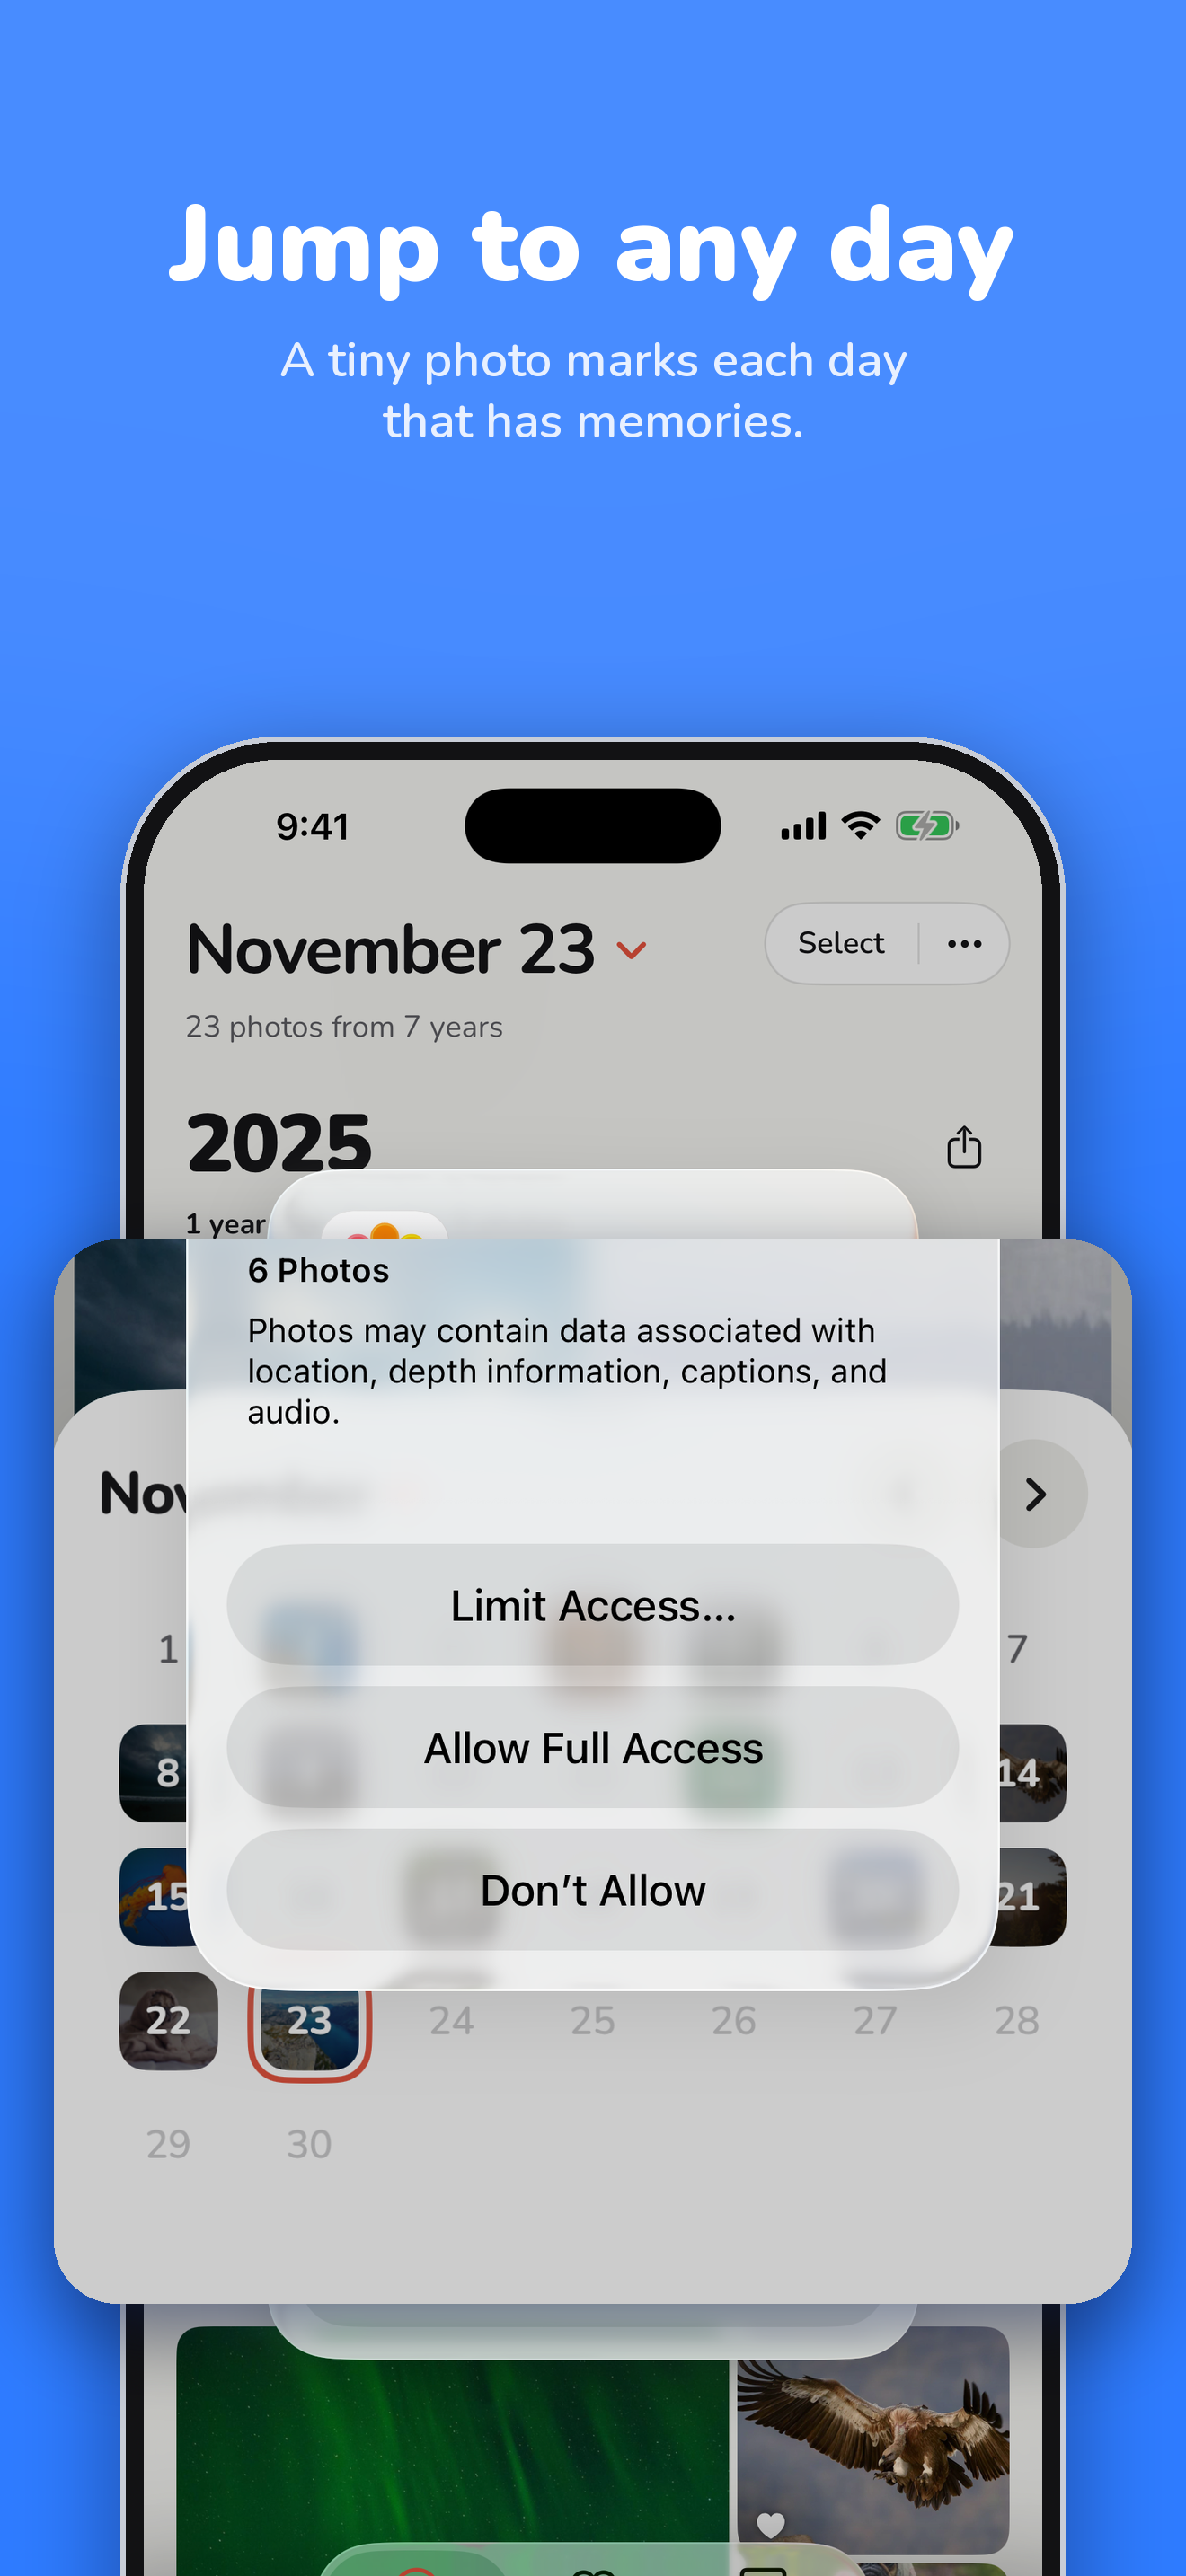 Jump to any day
A tiny photo marks each day
that has memories.
9:41
November 23
Select
23 photos from 7 years
2025
1 year
6 Photos
Photos may contain data associated with
location, depth information, captions, and
audio.
Limit Access...
1
7
Allow Full Access
8
14
Don't Allow
15
21
22 23 24 25 26 27 28
29 30